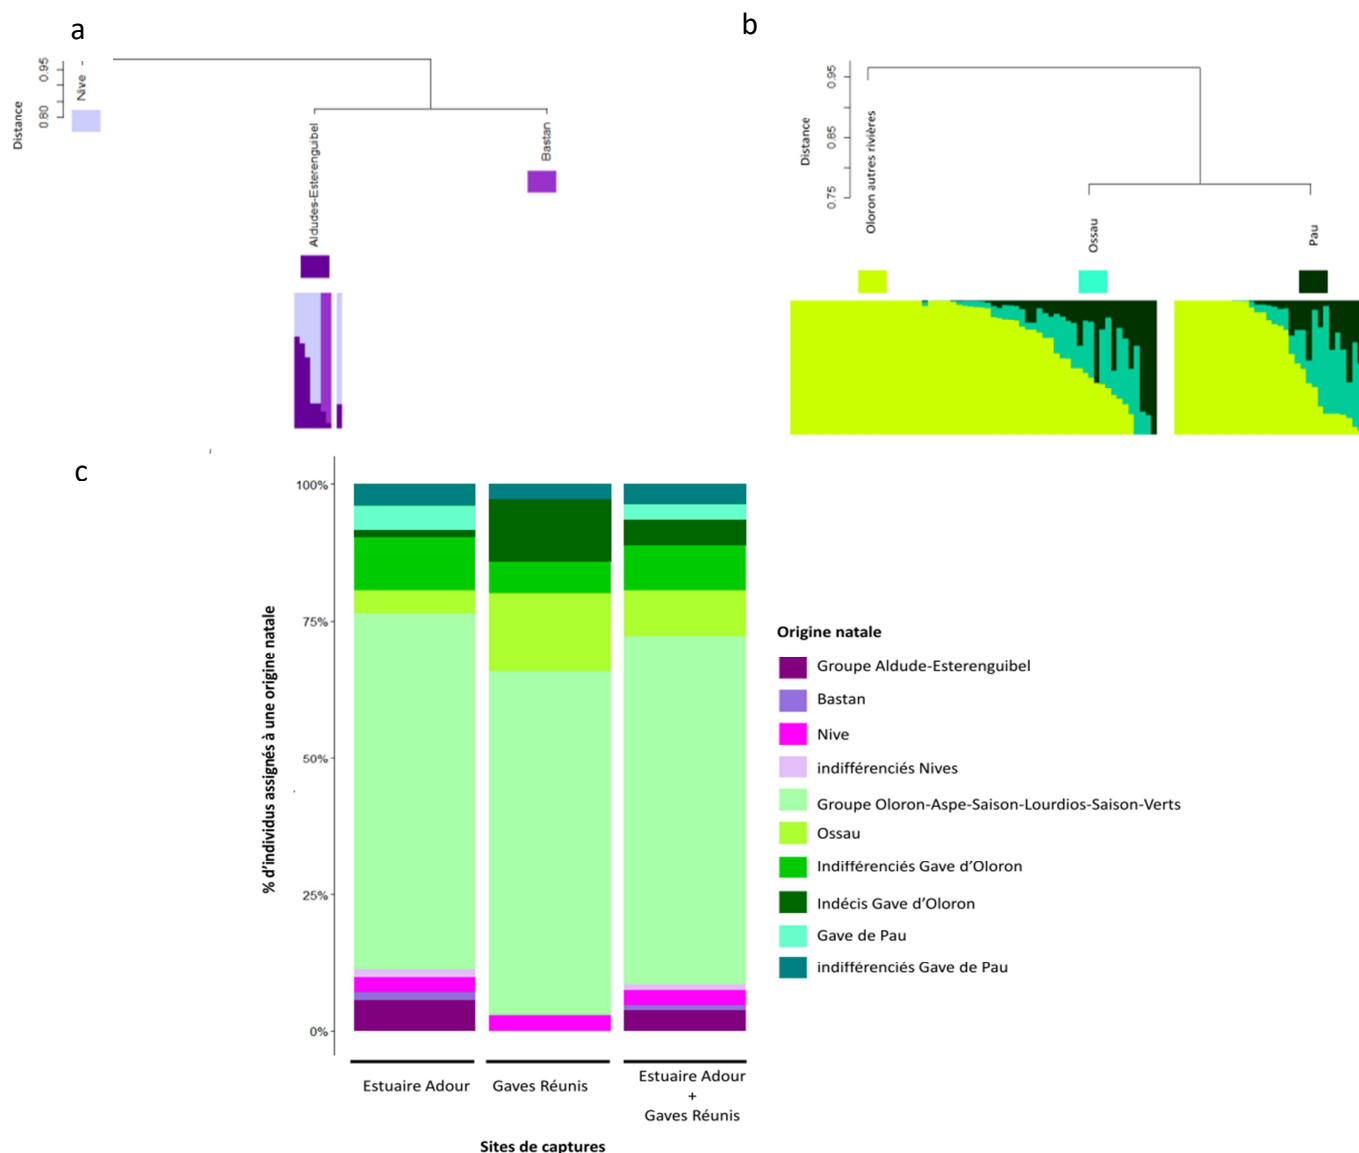 a
Distance
0.80
0.95
Nive
Aldudes-Esterenguibel
Bastan
b
Distance
0.75
0.85
0.95
Oloron autres rivières
Ossau
Pau
c
% d'individus assignés à une origine natale
100%
75%
50%
25%
0%
Estuaire Adour
Gaves Réunis
Estuaire Adour
+
Gaves Réunis
Sites de captures
Origine natale
Groupe Aldude-Esterenguibel
Bastan
Nive
indifférenciés Nives
Groupe Oloron-Aspe-Saison-Lourdios-Saison-Verts
Ossau
Indifférenciés Gave d'Oloron
Indécis Gave d'Oloron
Gave de Pau
indifférenciés Gave de Pau